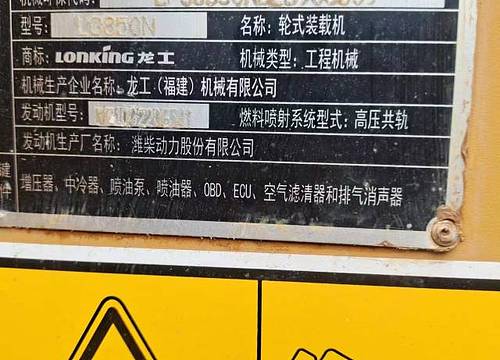 型号: LG850N 名称: 轮式装载机
商标: LONKING 龙工 机械类型: 工程机械
机械生产企业名称: 龙工(福建)机械有限公司
发动机型号: 燃料喷射系统型式: 高压共轨
发动机生产厂名称: 潍柴动力股份有限公司
增压器、中冷器、喷油泵、喷油器、OBD、ECU、空气滤清器和排气消声器